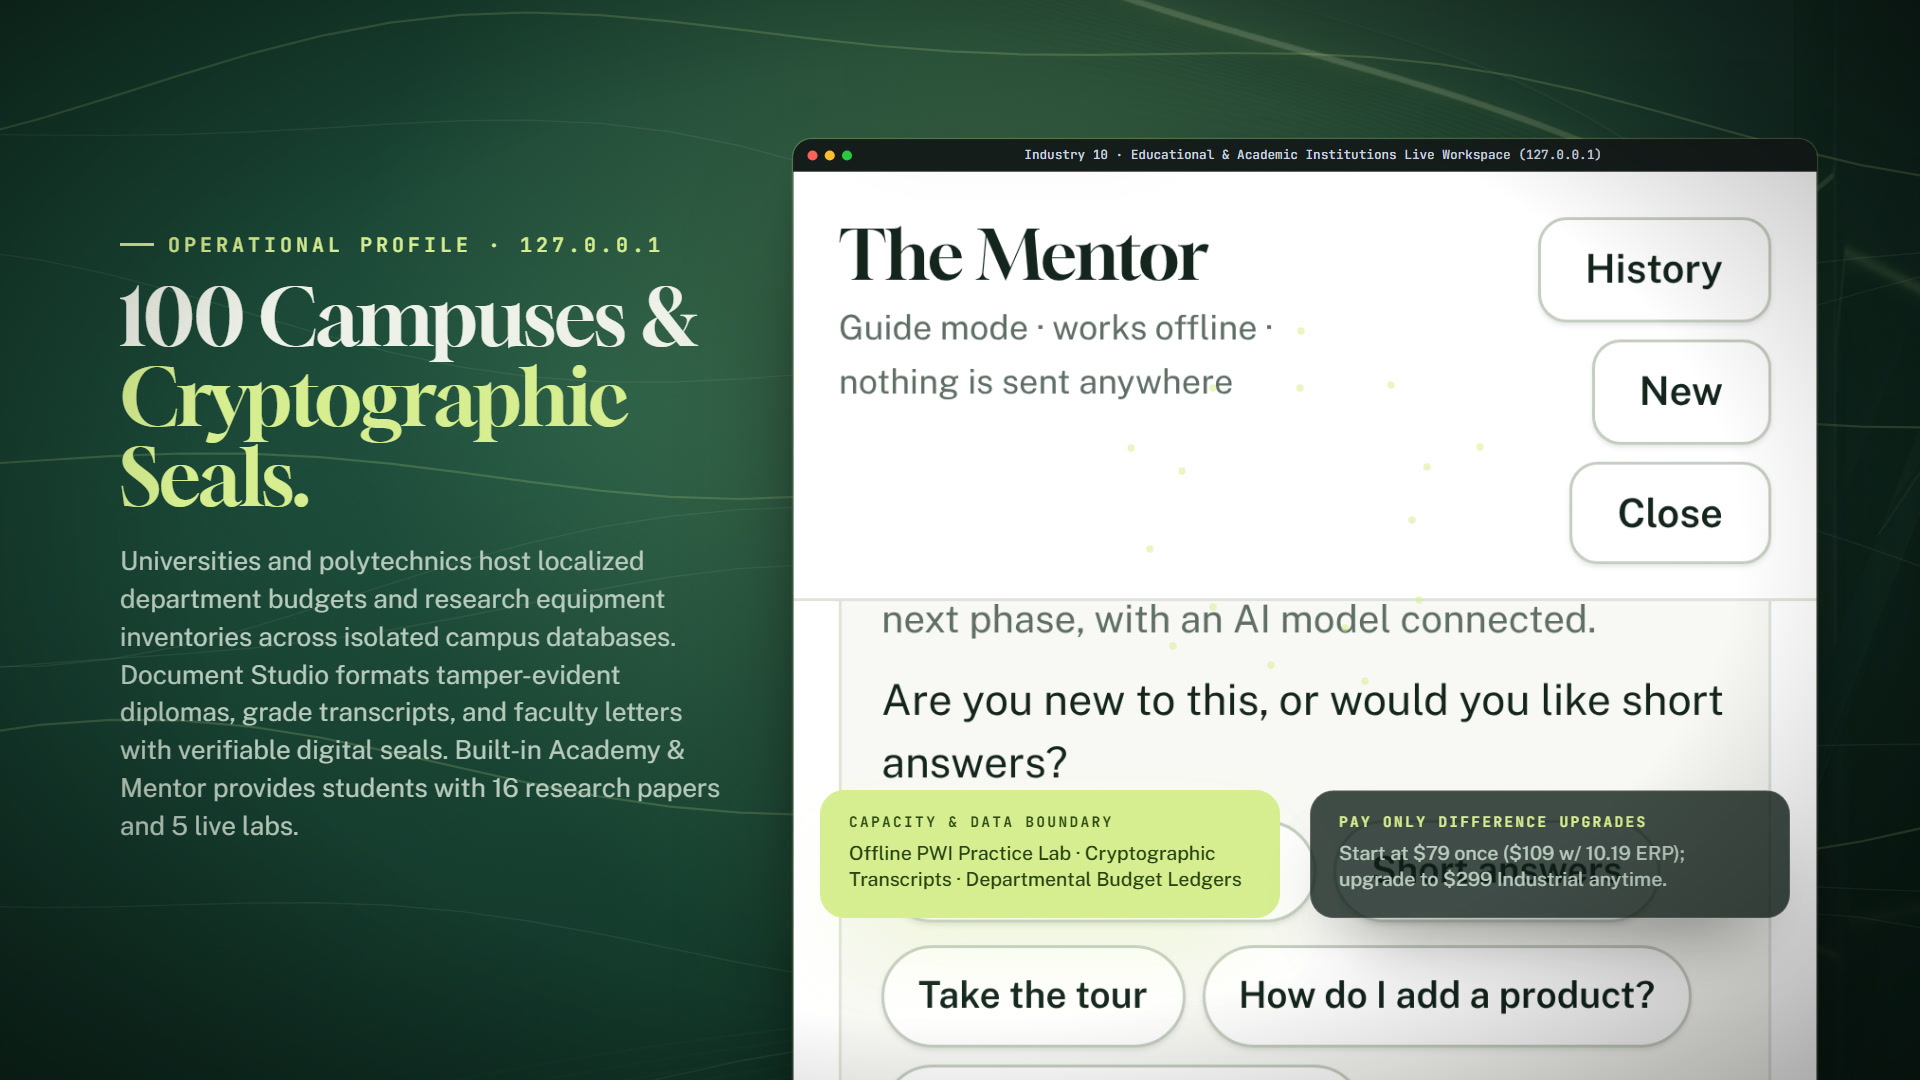 OPERATIONAL PROFILE · 127.0.0.1
100 Campuses &
Cryptographic
Seals.
Universities and polytechnics host localized
department budgets and research equipment
inventories across isolated campus databases.
Document Studio formats tamper-evident
diplomas, grade transcripts, and faculty letters
with verifiable digital seals. Built-in Academy &
Mentor provides students with 16 research papers
and 5 live labs.
Industry 10 · Educational & Academic Institutions Live Workspace (127.0.0.1)
The Mentor
Guide mode · works offline ·
nothing is sent anywhere
History
New
Close
next phase, with an AI model connected.
Are you new to this, or would you like short
answers?
CAPACITY & DATA BOUNDARY
Offline PWI Practice Lab · Cryptographic
Transcripts · Departmental Budget Ledgers
PAY ONLY DIFFERENCE UPGRADES
Start at $79 once ($109 w/ 10.19 ERP);
upgrade to $299 Industrial anytime.
Short answers
Take the tour
How do I add a product?